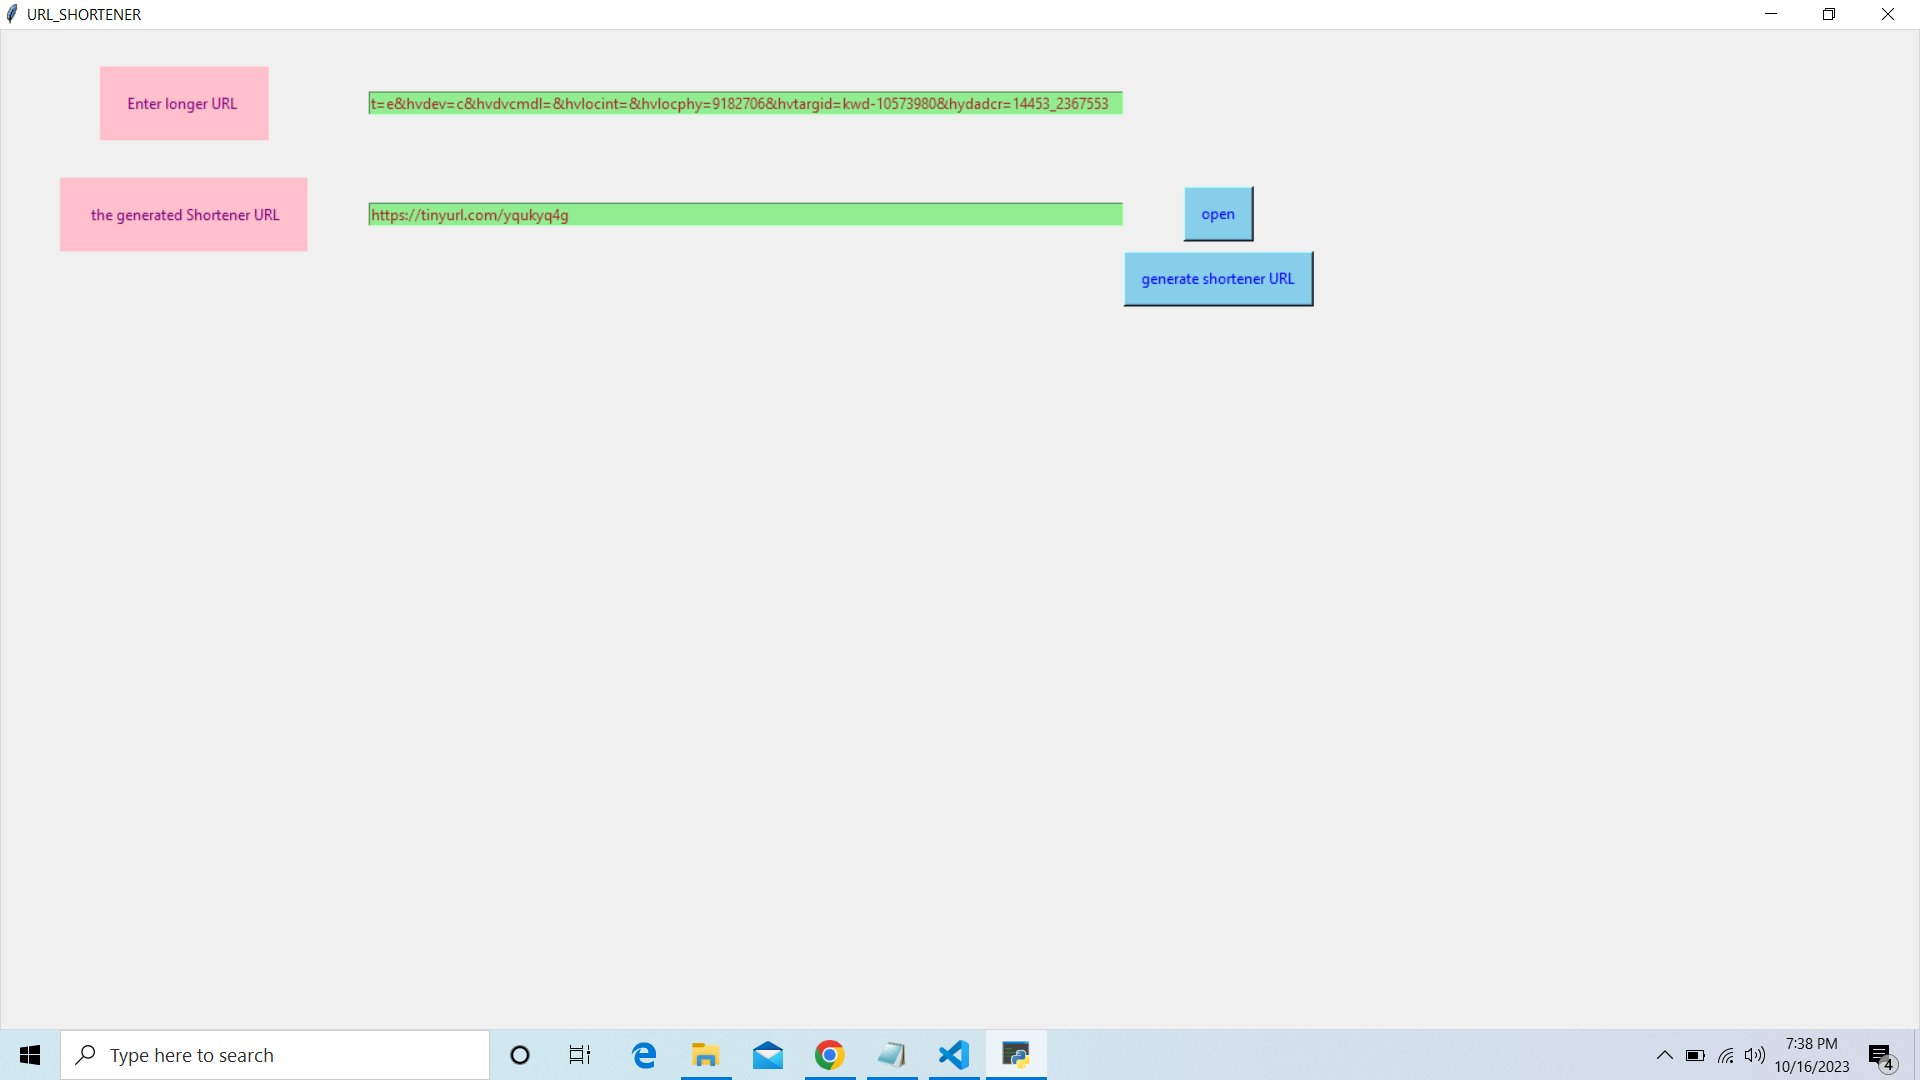 URL_SHORTENER
Enter longer URL
t=e&hvdev=c&hvdvcmdl=&hvlocint=&hvlocphy=9182706&hvtargid=kwd-10573980&hydadcr=14453_2367553
the generated Shortener URL
https://tinyurl.com/yqukyq4g
open
generate shortener URL
Type here to search
7:38 PM
10/16/2023
4